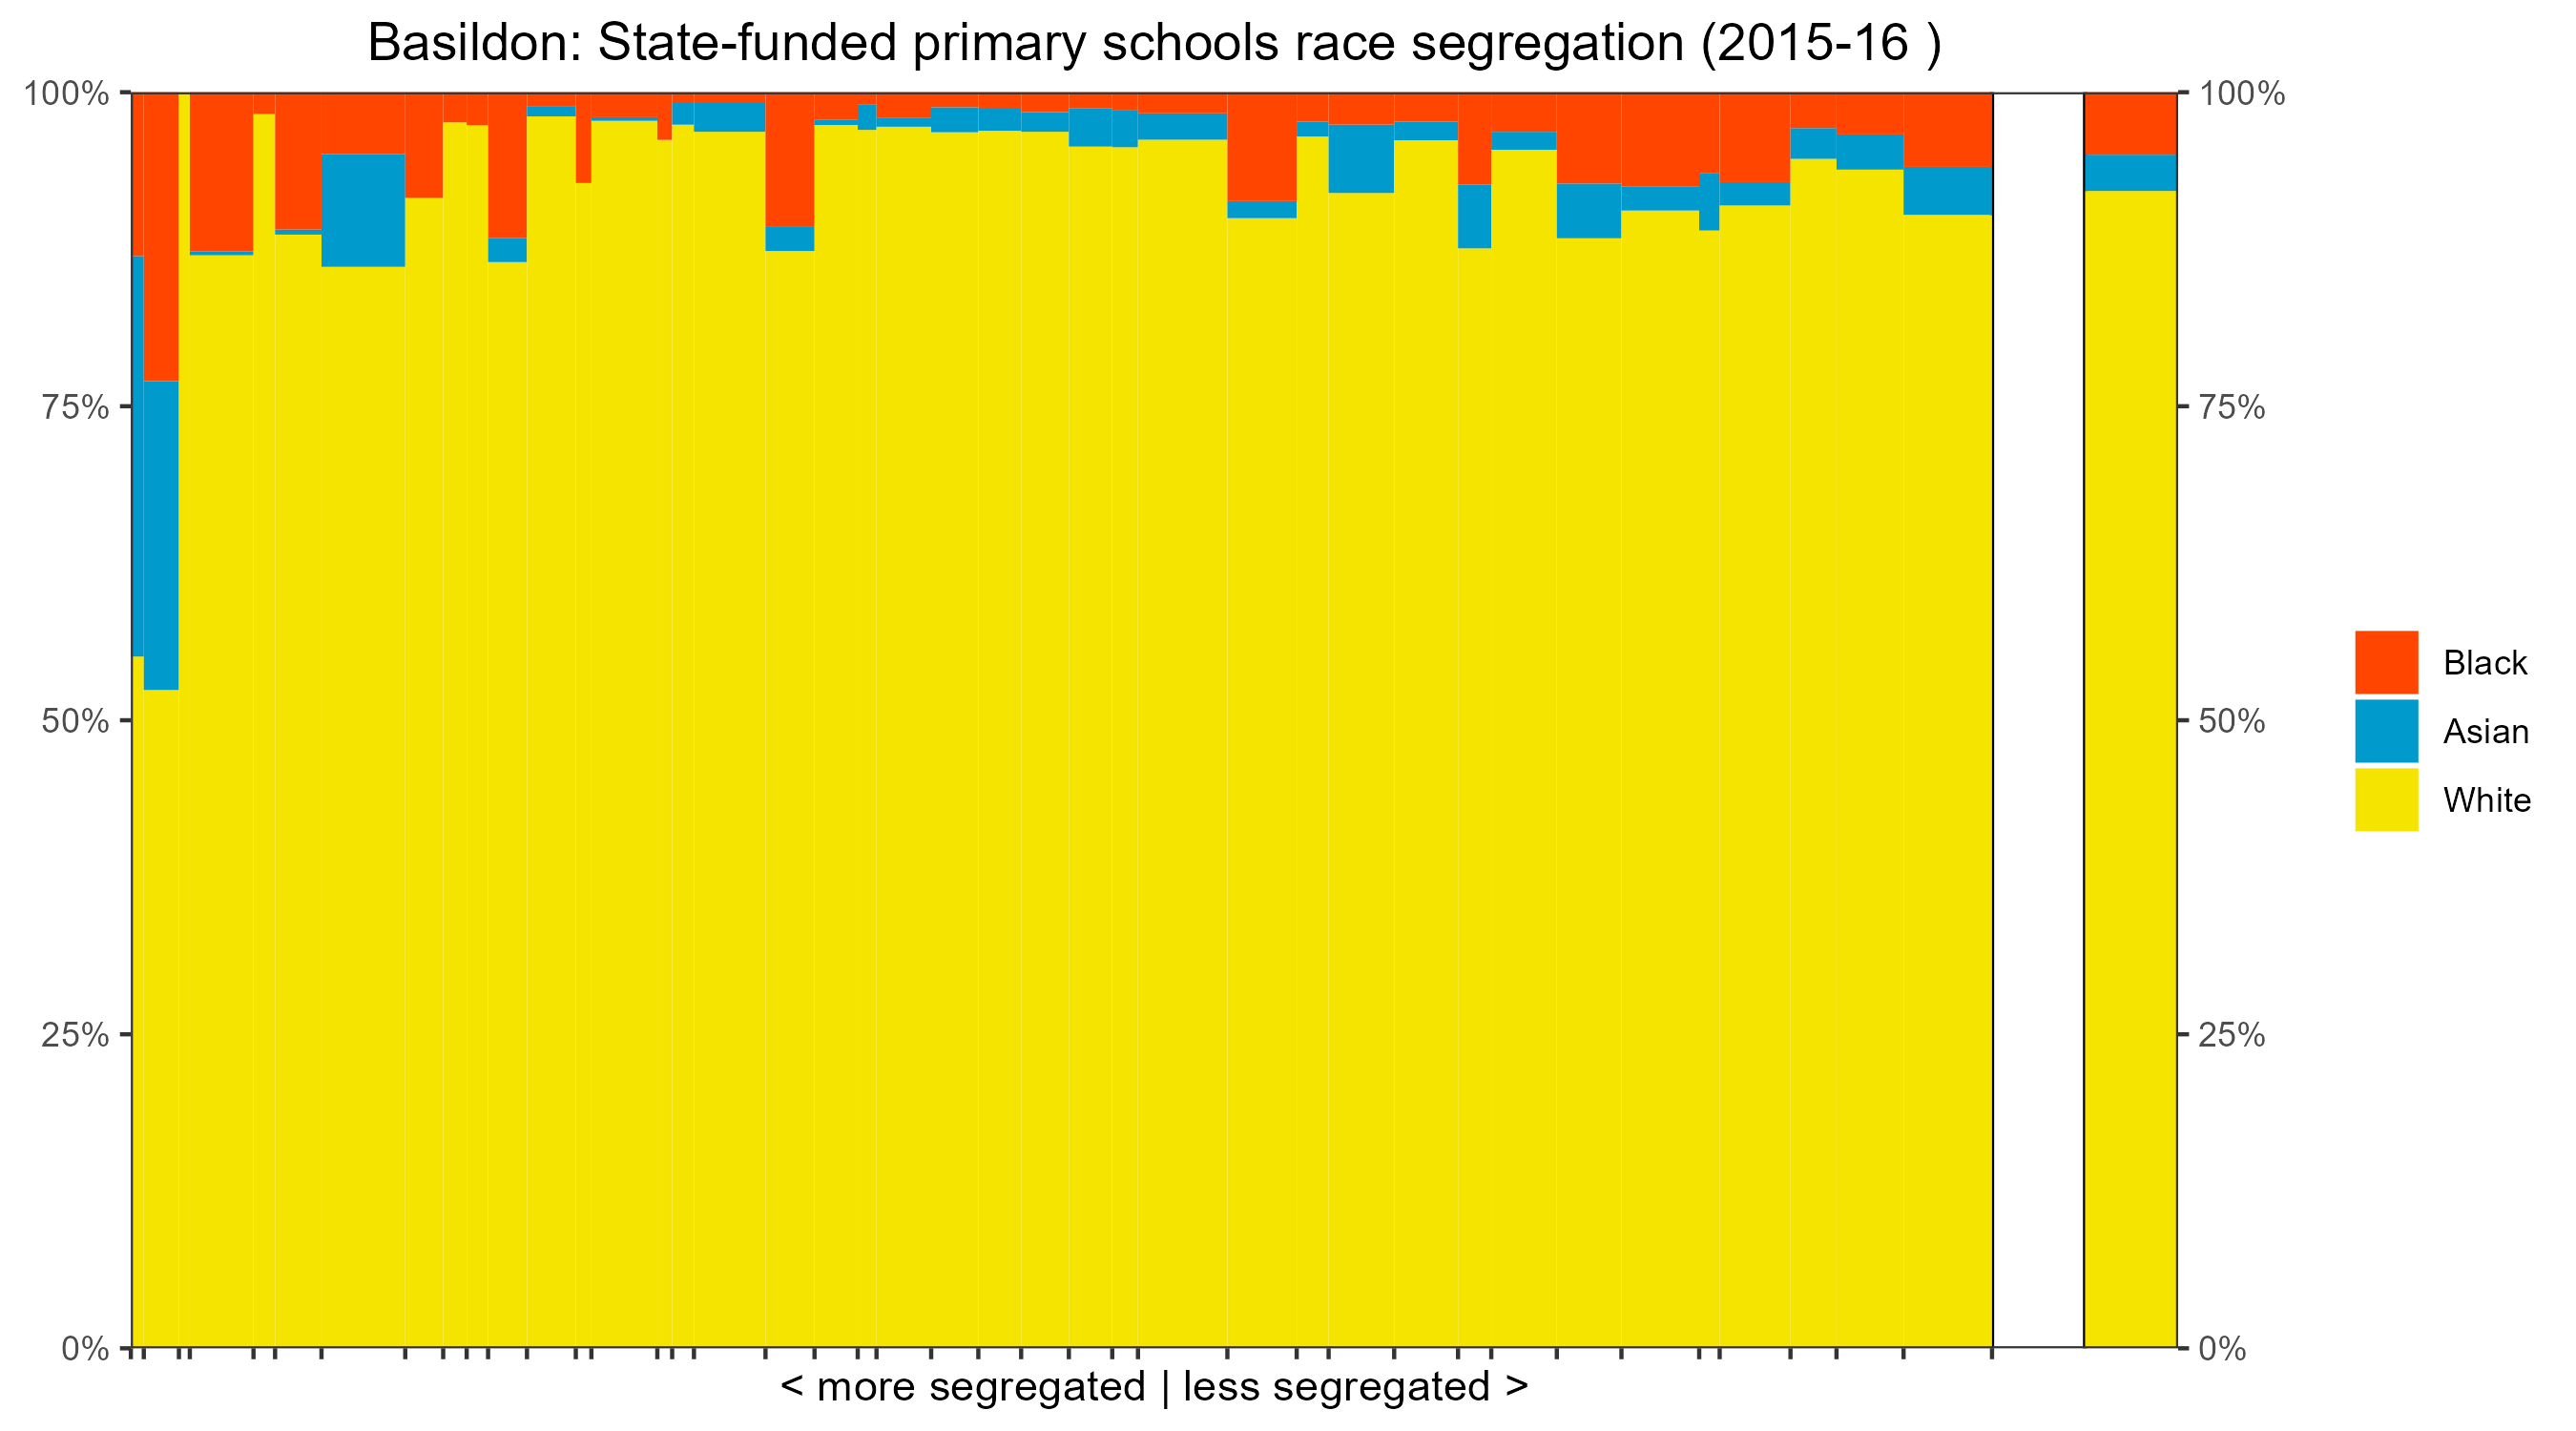 Basildon: State-funded primary schools race segregation (2015-16 )
100%
75%
50%
25%
0%
100%
75%
50%
25%
0%
Black
Asian
White
< more segregated | less segregated >